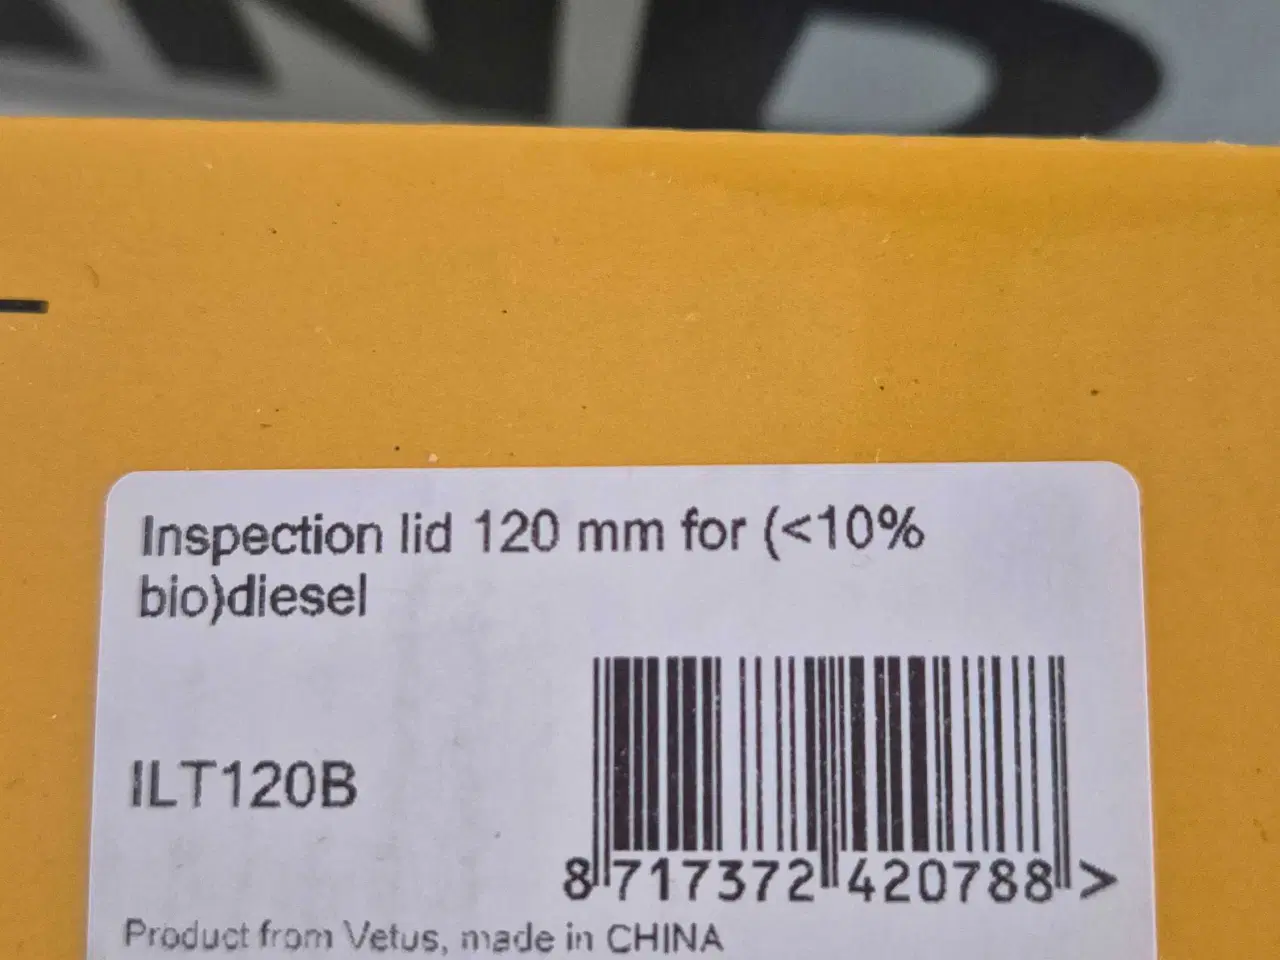 Inspection lid 120 mm for (<10%
bio)diesel
ILT120B
8 717372 420788 >
Product from Vetus, made in CHINA